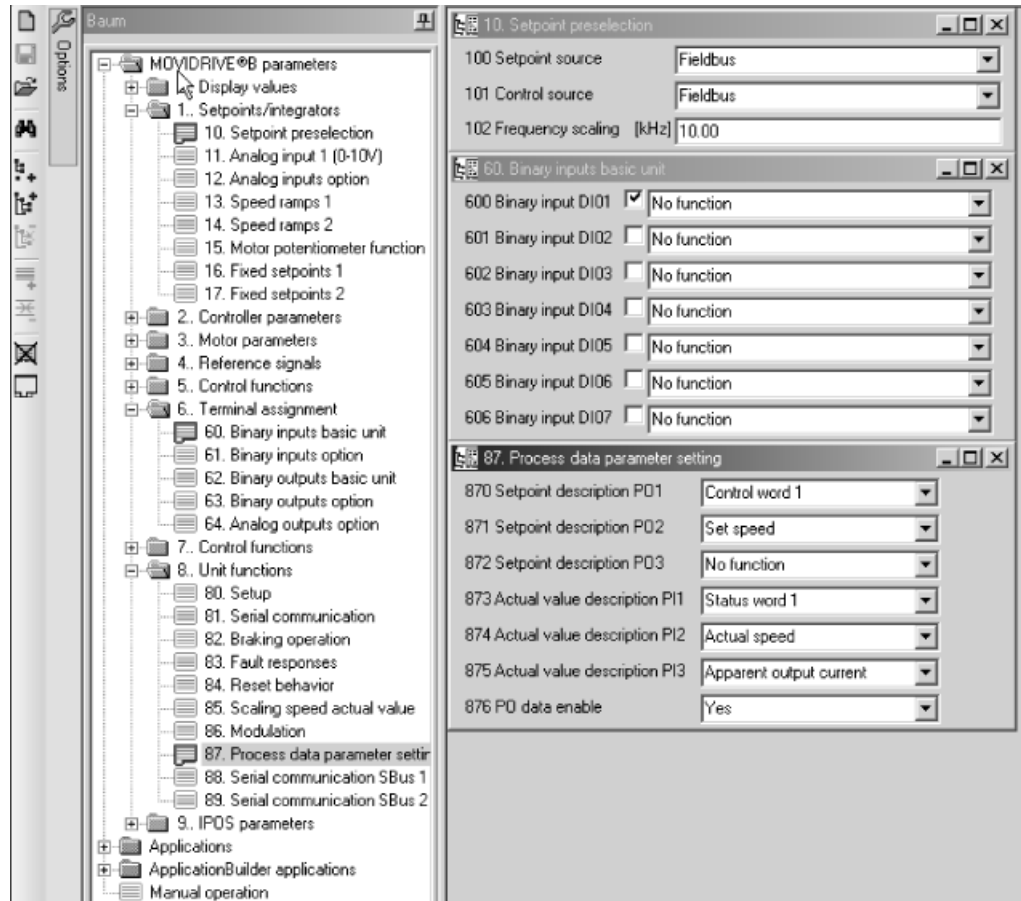 Options
Baum
MOVIDRIVE®B parameters
Display values
1.. Setpoints/integrators
10. Setpoint preselection
11. Analog input 1 (0-10V)
12. Analog inputs option
13. Speed ramps 1
14. Speed ramps 2
15. Motor potentiometer function
16. Fixed setpoints 1
17. Fixed setpoints 2
2.. Controller parameters
3.. Motor parameters
4.. Reference signals
5.. Control functions
6.. Terminal assignment
60. Binary inputs basic unit
61. Binary inputs option
62. Binary outputs basic unit
63. Binary outputs option
64. Analog outputs option
7.. Control functions
8.. Unit functions
80. Setup
81. Serial communication
82. Braking operation
83. Fault responses
84. Reset behavior
85. Scaling speed actual value
86. Modulation
87. Process data parameter settin
88. Serial communication SBus 1
89. Serial communication SBus 2
9.. IPOS parameters
Applications
ApplicationBuilder applications
Manual operation
10. Setpoint preselection
100 Setpoint source Fieldbus
101 Control source Fieldbus
102 Frequency scaling [kHz] 10.00
60. Binary inputs basic unit
600 Binary input DI01 No function
601 Binary input DI02 No function
602 Binary input DI03 No function
603 Binary input DI04 No function
604 Binary input DI05 No function
605 Binary input DI06 No function
606 Binary input DI07 No function
87. Process data parameter setting
870 Setpoint description PO1 Control word 1
871 Setpoint description PO2 Set speed
872 Setpoint description PO3 No function
873 Actual value description PI1 Status word 1
874 Actual value description PI2 Actual speed
875 Actual value description PI3 Apparent output current
876 PO data enable Yes